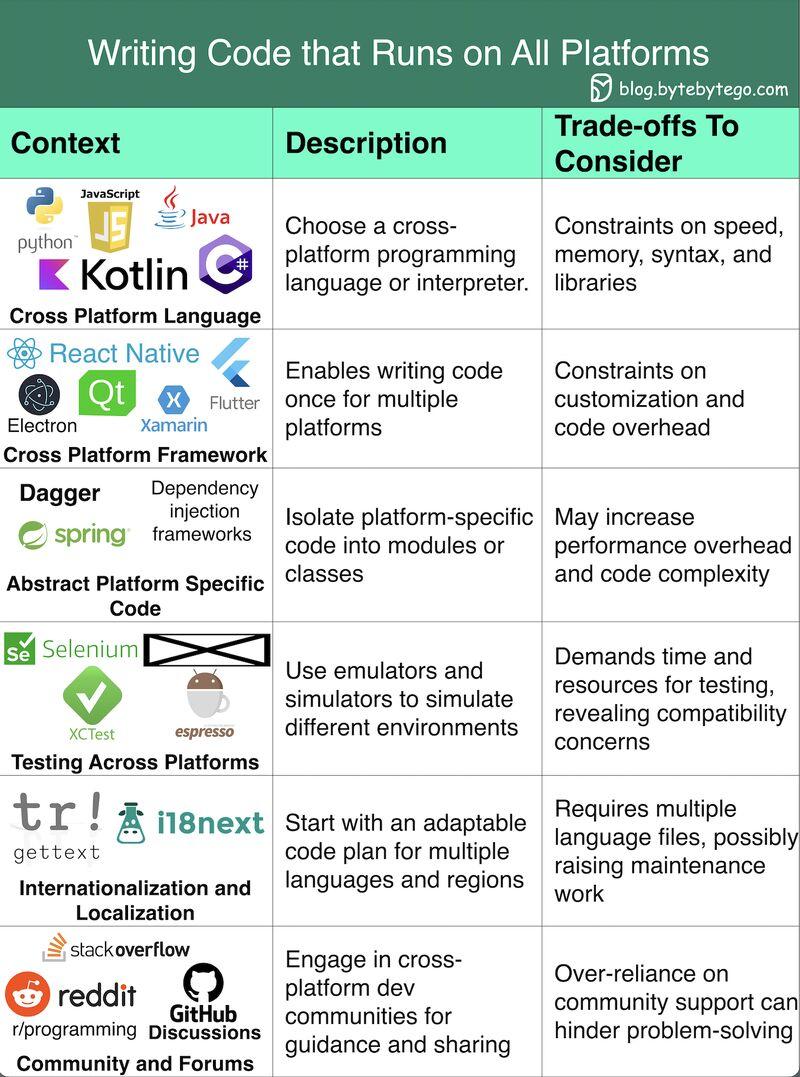 Writing Code that Runs on All Platforms
blog.bytebytego.com
Context
Description
Trade-offs To
Consider
python™
JavaScript
JS
Java
Kotlin
C#
Cross Platform Language
Choose a cross-
platform programming
language or interpreter.
Constraints on speed,
memory, syntax, and
libraries
React Native
Electron
Qt
Xamarin
Flutter
Cross Platform Framework
Enables writing code
once for multiple
platforms
Constraints on
customization and
code overhead
Dagger
spring
Dependency
injection
frameworks
Abstract Platform Specific
Code
Isolate platform-specific
code into modules or
classes
May increase
performance overhead
and code complexity
Se Selenium
XCTest
espresso
Testing Across Platforms
Use emulators and
simulators to simulate
different environments
Demands time and
resources for testing,
revealing compatibility
concerns
tr!
gettext
i18next
Internationalization and
Localization
Start with an adaptable
code plan for multiple
languages and regions
Requires multiple
language files, possibly
raising maintenance
work
stackoverflow
reddit
r/programming
GitHub
Discussions
Community and Forums
Engage in cross-
platform dev
communities for
guidance and sharing
Over-reliance on
community support can
hinder problem-solving